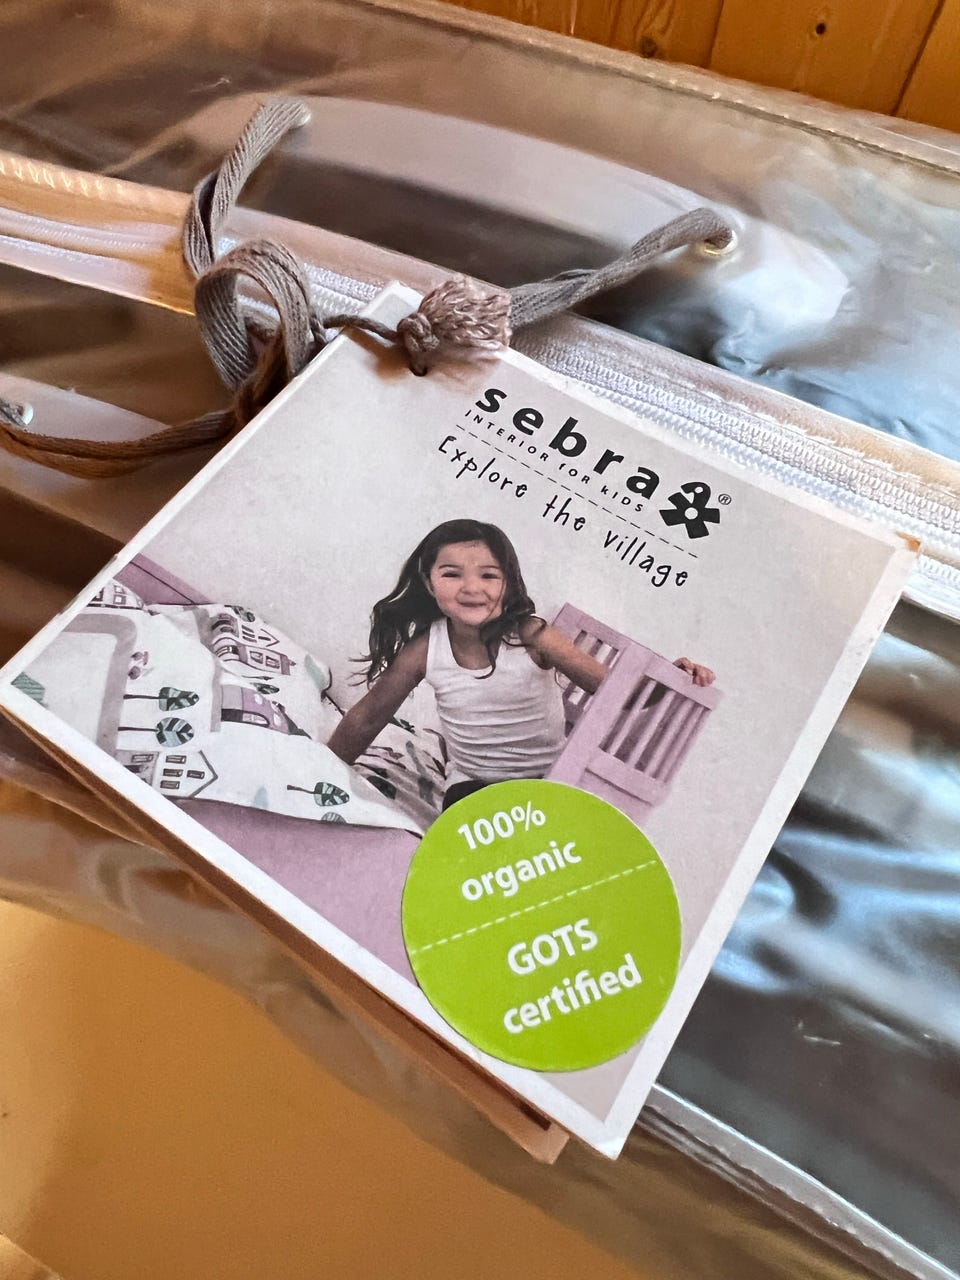 sebra®
INTERIOR FOR KIDS
Explore the village
100%
organic
GOTS
certified